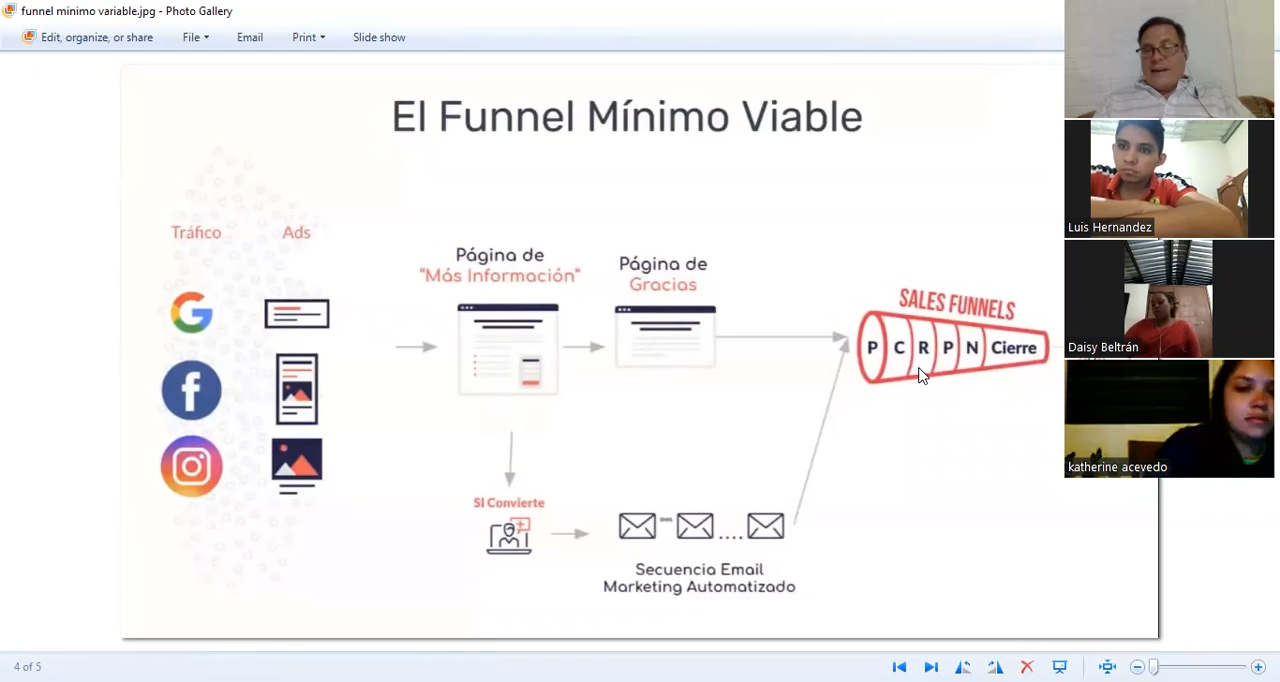 funnel minimo variable.jpg - Photo Gallery
Edit, organize, or share
File
Email
Print
Slide show
El Funnel Mínimo Viable
Tráfico
Ads
Página de
"Más Información"
Página de
Gracias
SALES FUNNELS
P C R P N Cierre
SI Convierte
....
Secuencia Email
Marketing Automatizado
Luis Hernandez
Daisy Beltrán
katherine acevedo
4 of 5